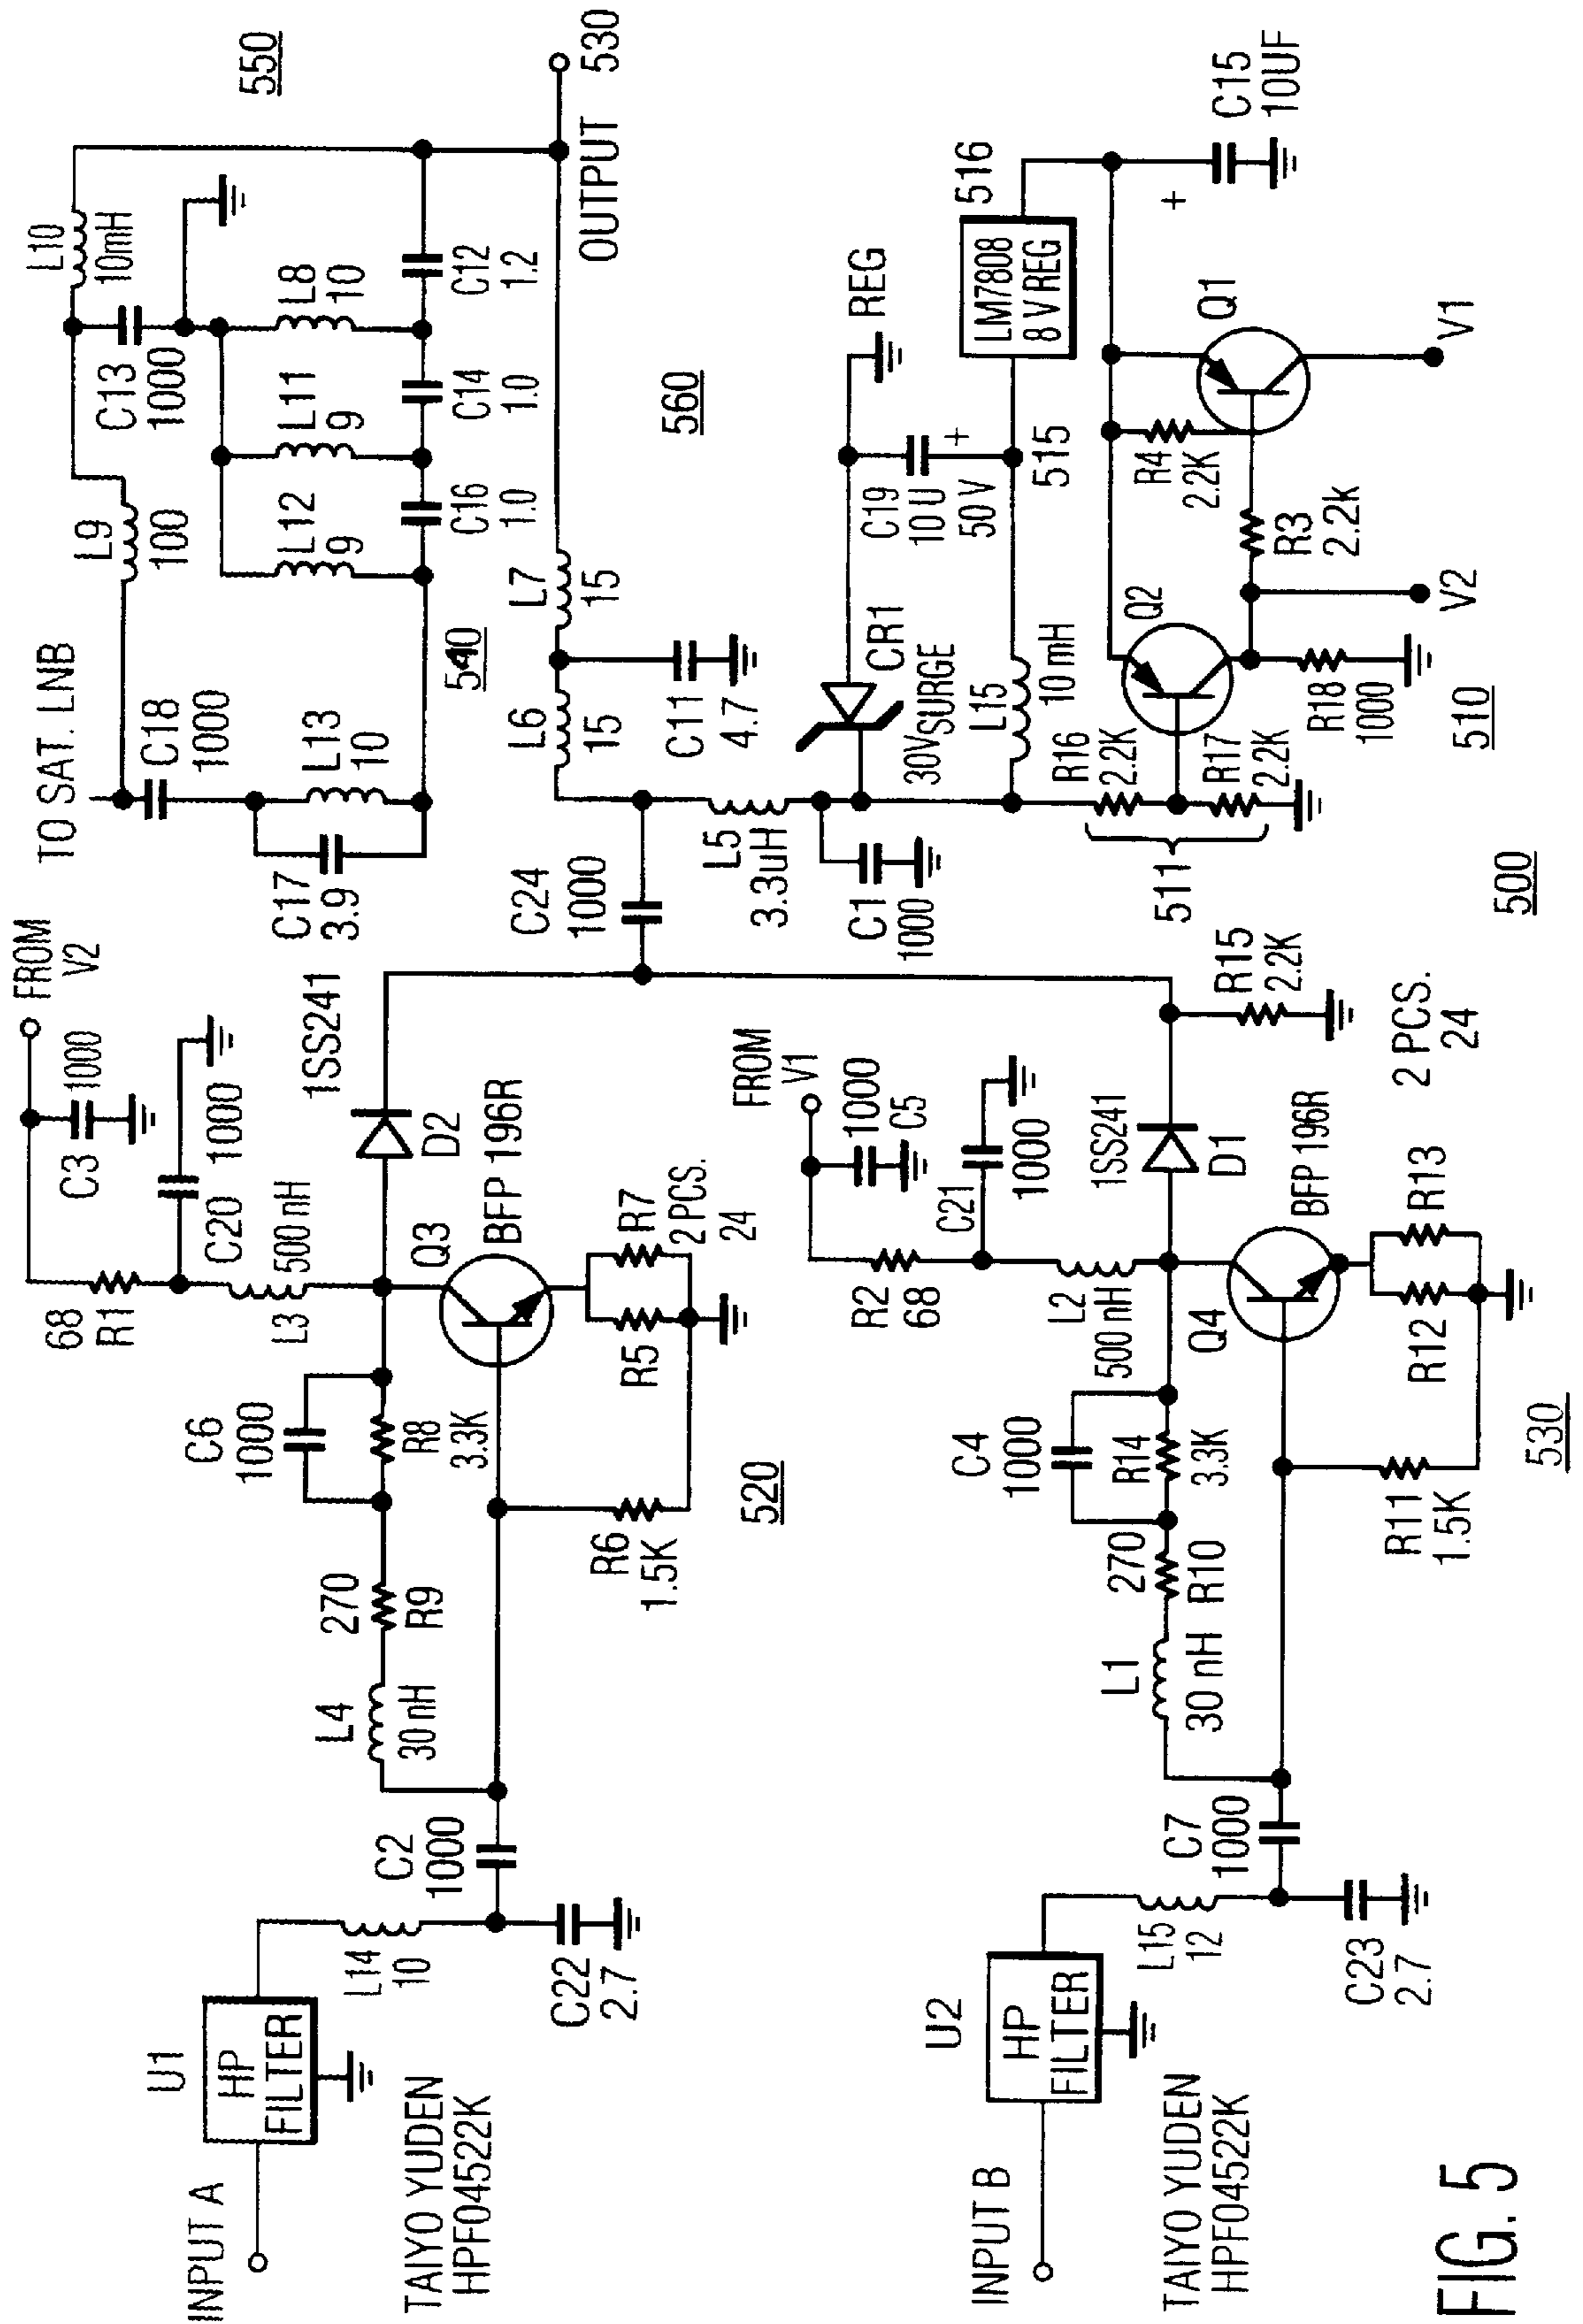 TO SAT. LNB
L9
100
L10
10mH
550
C18
1000
C13
1000
L12
9
L11
9
L8
10
C17
3.9
L13
10
540
C16
1.0
C14
1.0
C12
1.2
OUTPUT
530
FROM
V2
C3
1000
68
R1
C20
1000
L3
500 nH
1SS241
D2
C6
1000
R8
3.3K
270
R9
L4
30 nH
Q3
BFP 196R
R5
R7
2 PCS.
24
R6
1.5K
520
C2
1000
L14
10
C22
2.7
U1
HP
FILTER
INPUT A
TAIYO YUDEN
HPF04522K
C24
1000
L6
15
L7
15
C11
4.7
560
L5
3.3uH
C1
1000
CR1
30V SURGE
REG
C19
10 U
50 V
+
L15
10 mH
515
LM7808
8 V REG
516
C15
10UF
+
R16
2.2K
R17
2.2K
511
Q2
R18
1000
R4
2.2K
R3
2.2k
Q1
V1
V2
510
500
FROM
V1
1000
C5
R2
68
C21
1000
L2
500 nH
1SS241
D1
R15
2.2K
C4
1000
R14
3.3K
270
R10
L1
30 nH
Q4
BFP 196R
R12
R13
2 PCS.
24
R11
1.5K
530
C7
1000
L15
12
C23
2.7
U2
HP
FILTER
INPUT B
TAIYO YUDEN
HPF04522K
FIG. 5